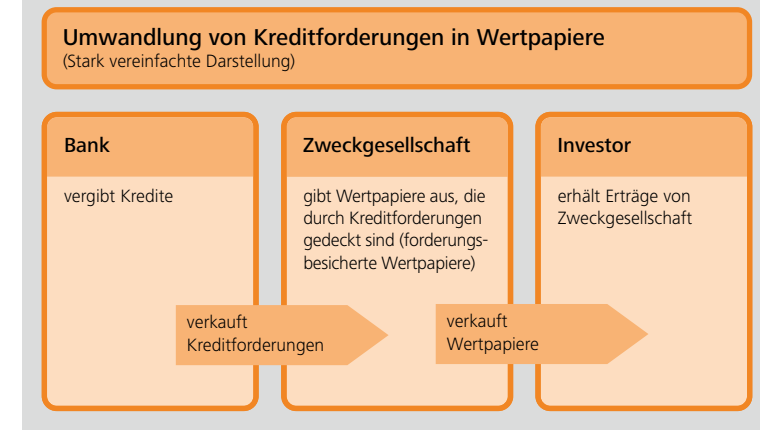 Umwandlung von Kreditforderungen in Wertpapiere
(Stark vereinfachte Darstellung)
Bank
vergibt Kredite
verkauft
Kreditforderungen
Zweckgesellschaft
gibt Wertpapiere aus, die
durch Kreditforderungen
gedeckt sind (forderungs-
besicherte Wertpapiere)
verkauft
Wertpapiere
Investor
erhält Erträge von
Zweckgesellschaft